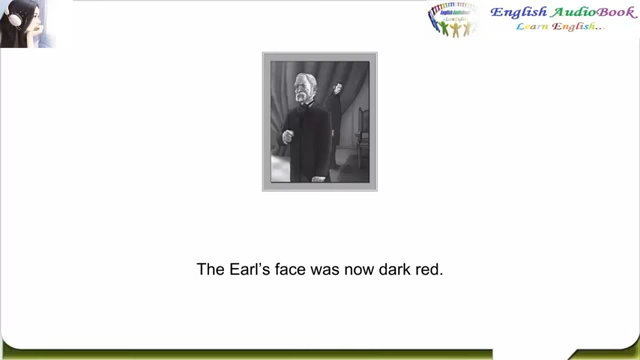 English AudioBook
Learn English...
The Earl's face was now dark red.